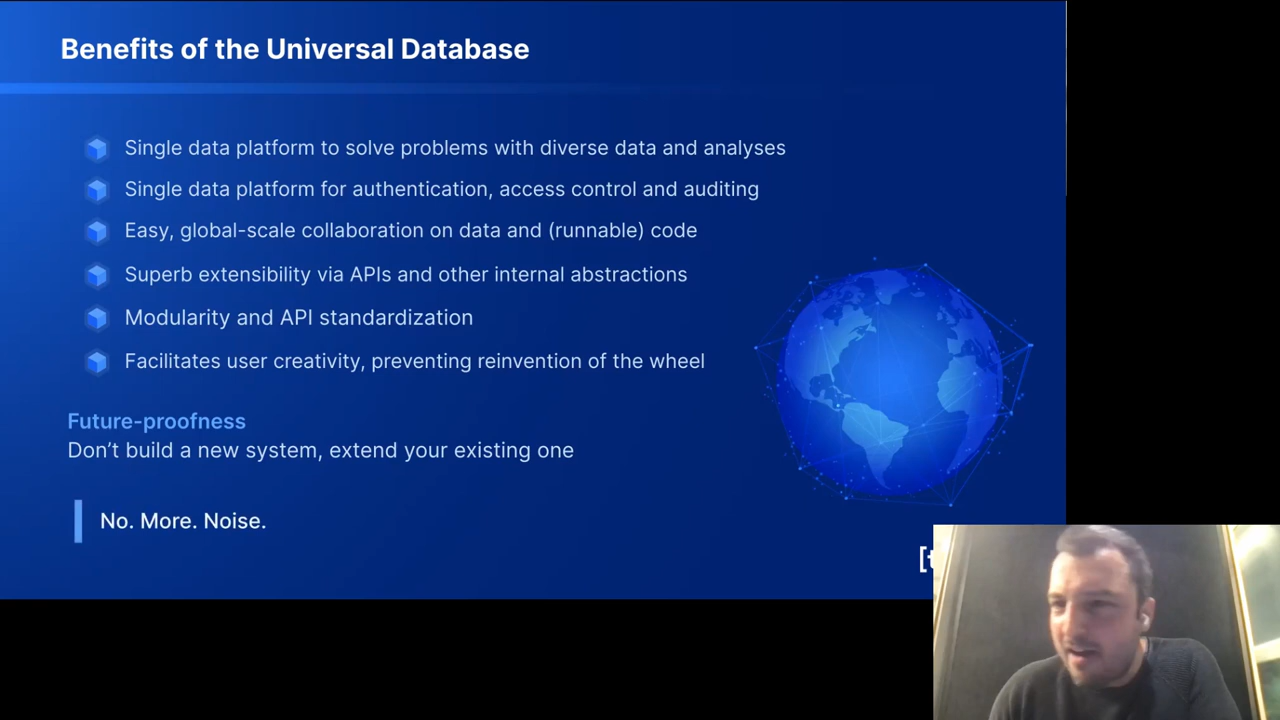 Benefits of the Universal Database
Single data platform to solve problems with diverse data and analyses
Single data platform for authentication, access control and auditing
Easy, global-scale collaboration on data and (runnable) code
Superb extensibility via APIs and other internal abstractions
Modularity and API standardization
Facilitates user creativity, preventing reinvention of the wheel
Future-proofness
Don’t build a new system, extend your existing one
No. More. Noise.